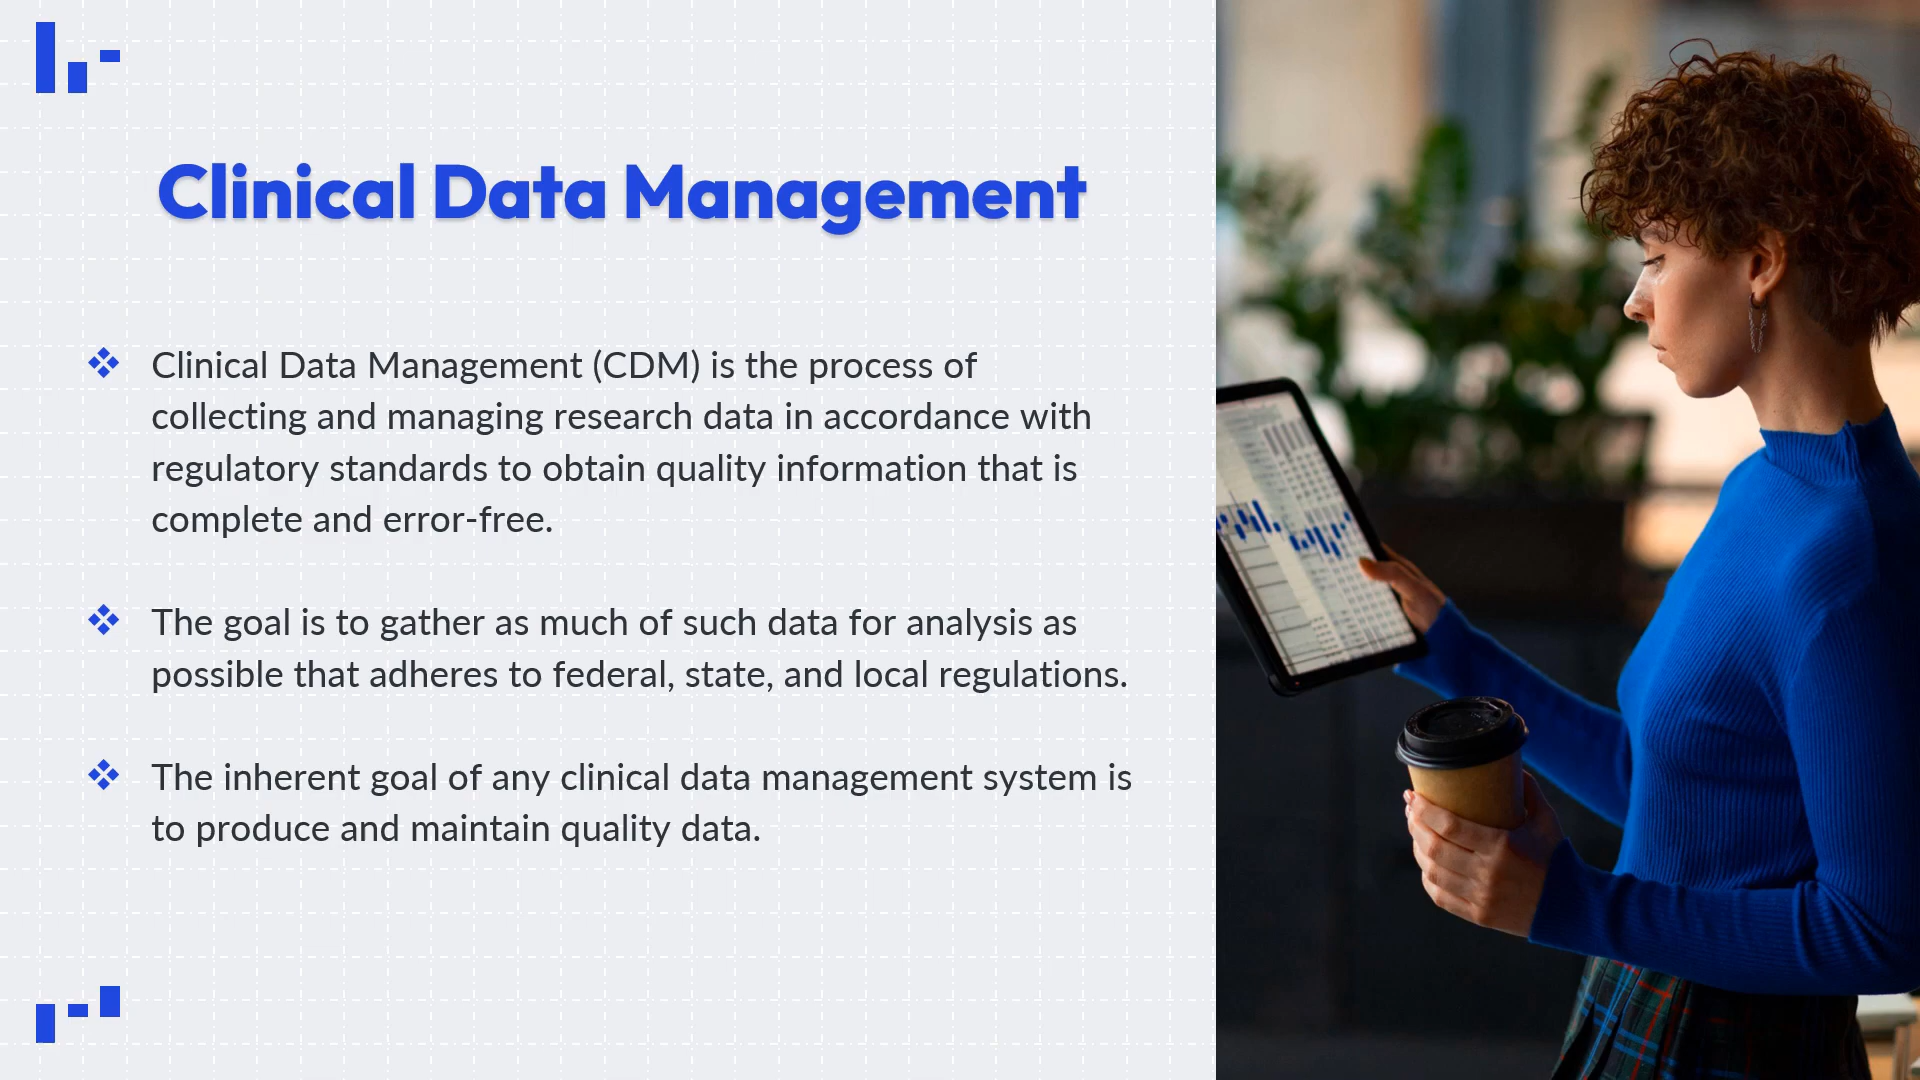 Clinical Data Management
Clinical Data Management (CDM) is the process of
collecting and managing research data in accordance with
regulatory standards to obtain quality information that is
complete and error-free.
The goal is to gather as much of such data for analysis as
possible that adheres to federal, state, and local regulations.
The inherent goal of any clinical data management system is
to produce and maintain quality data.